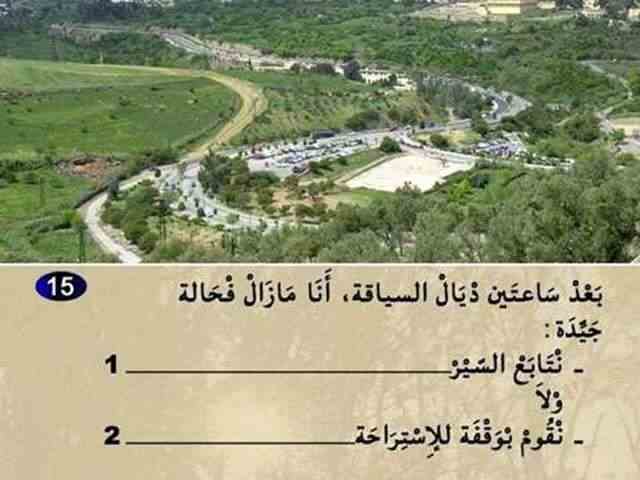 15
بَعْدْ سَاعتَين دْيَالْ السياقة، أَنَا مَازَالْ فْحَالة
جَيِّدَة :
- نْتَابَعْ السّيْرْ 1
وْلاَ
- نْقُومْ بْوَقْفَة للإِسْتِرَاحَة 2